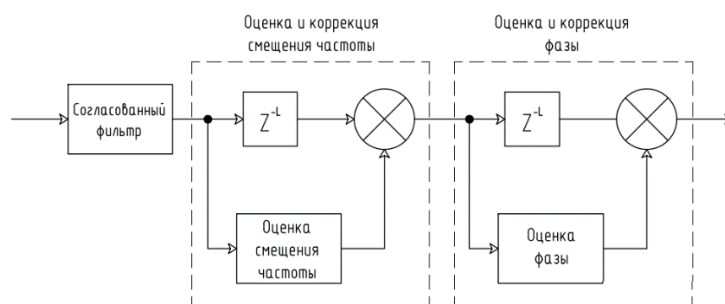 Оценка и коррекция
смещения частоты
Оценка и коррекция
фазы
Согласованный
фильтр
Z⁻ᴸ
Z⁻ᴸ
Оценка
смещения
частоты
Оценка
фазы